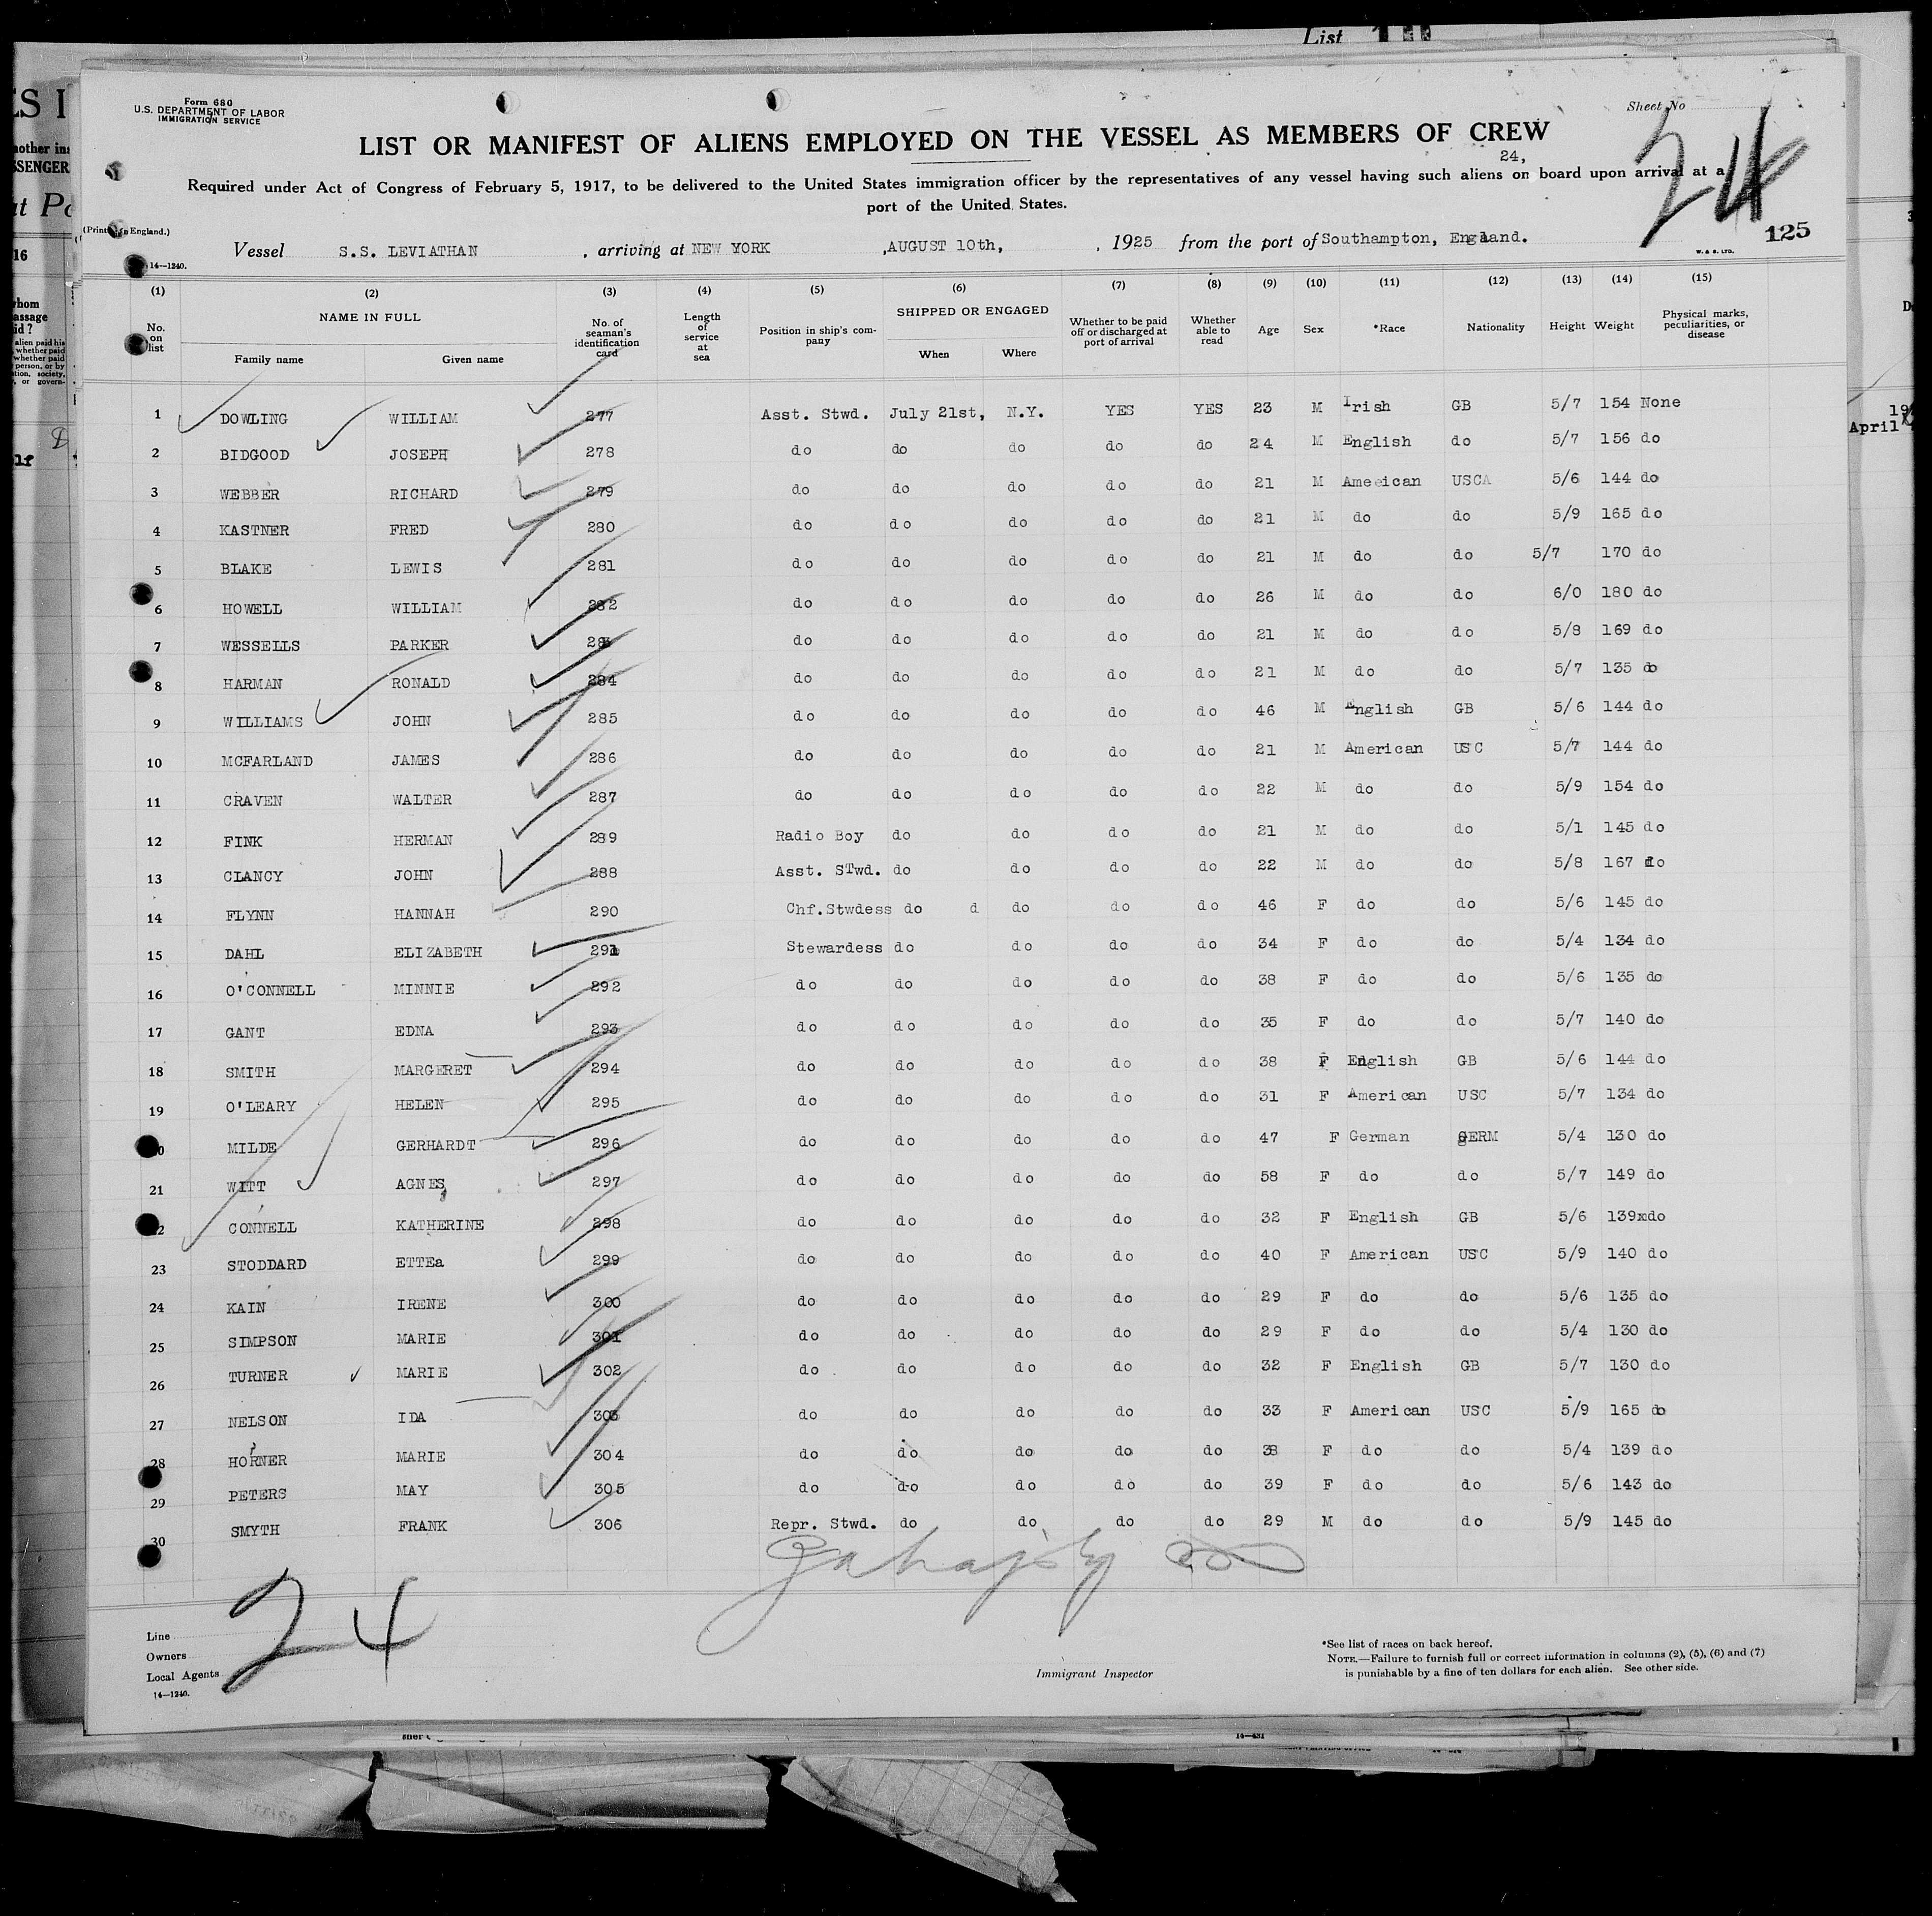 List
Form 680
U.S. DEPARTMENT OF LABOR
IMMIGRATION SERVICE
Sheet No
24
LIST OR MANIFEST OF ALIENS EMPLOYED ON THE VESSEL AS MEMBERS OF CREW
24,
Required under Act of Congress of February 5, 1917, to be delivered to the United States immigration officer by the representatives of any vessel having such aliens on board upon arrival at a
port of the United States.
(Printed in England.)
125
Vessel S.S. LEVIATHAN , arriving at NEW YORK ,AUGUST 10th, , 1925 from the port of Southampton, England.
14—1240.
W. & S. LTD.
(1) (2) (3) (4) (5) (6) (7) (8) (9) (10) (11) (12) (13) (14) (15)
No. on list NAME IN FULL Family name Given name No. of seaman's identification card Length of service at sea Position in ship's company SHIPPED OR ENGAGED When Where Whether to be paid off or discharged at port of arrival Whether able to read Age Sex *Race Nationality Height Weight Physical marks, peculiarities, or disease
1 DOWLING WILLIAM 277 Asst. Stwd. July 21st, N.Y. YES YES 23 M Irish GB 5/7 154 None
2 BIDGOOD JOSEPH 278 do do do do do 24 M English do 5/7 156 do
3 WEBBER RICHARD 279 do do do do do 21 M Ameeican USCA 5/6 144 do
4 KASTNER FRED 280 do do do do do 21 M do do 5/9 165 do
5 BLAKE LEWIS 281 do do do do do 21 M do do 5/7 170 do
6 HOWELL WILLIAM 282 do do do do do 26 M do do 6/0 180 do
7 WESSELLS PARKER 283 do do do do do 21 M do do 5/8 169 do
8 HARMAN RONALD 284 do do do do do 21 M do do 5/7 135 do
9 WILLIAMS JOHN 285 do do do do do 46 M English GB 5/6 144 do
10 MCFARLAND JAMES 286 do do do do do 21 M American USC 5/7 144 do
11 CRAVEN WALTER 287 do do do do do 22 M do do 5/9 154 do
12 FINK HERMAN 289 Radio Boy do do do do 21 M do do 5/1 145 do
13 CLANCY JOHN 288 Asst. STwd. do do do do 22 M do do 5/8 167 do
14 FLYNN HANNAH 290 Chf.Stwdess do d do do do 46 F do do 5/6 145 do
15 DAHL ELIZABETH 291 Stewardess do do do do 34 F do do 5/4 134 do
16 O'CONNELL MINNIE 292 do do do do do 38 F do do 5/6 135 do
17 GANT EDNA 293 do do do do do 35 F do do 5/7 140 do
18 SMITH MARGERET 294 do do do do do 38 F English GB 5/6 144 do
19 O'LEARY HELEN 295 do do do do do 31 F American USC 5/7 134 do
20 MILDE GERHARDT 296 do do do do do 47 F German GERM 5/4 130 do
21 WITT AGNES 297 do do do do do 58 F do do 5/7 149 do
22 CONNELL KATHERINE 298 do do do do do 32 F English GB 5/6 139xdo
23 STODDARD ETTEa 299 do do do do do 40 F American USC 5/9 140 do
24 KAIN IRENE 300 do do do do do 29 F do do 5/6 135 do
25 SIMPSON MARIE 301 do do do do do 29 F do do 5/4 130 do
26 TURNER MARIE 302 do do do do do 32 F English GB 5/7 130 do
27 NELSON IDA 303 do do do do do 33 F American USC 5/9 165 do
28 HORNER MARIE 304 do do do do do 38 F do do 5/4 139 do
29 PETERS MAY 305 do do do do do 39 F do do 5/6 143 do
30 SMYTH FRANK 306 Repr. Stwd. do do do do 29 M do do 5/9 145 do
24
Line
Owners
Local Agents
14—1240.
Immigrant Inspector
*See list of races on back hereof.
NOTE.—Failure to furnish full or correct information in columns (2), (5), (6) and (7)
is punishable by a fine of ten dollars for each alien. See other side.
April